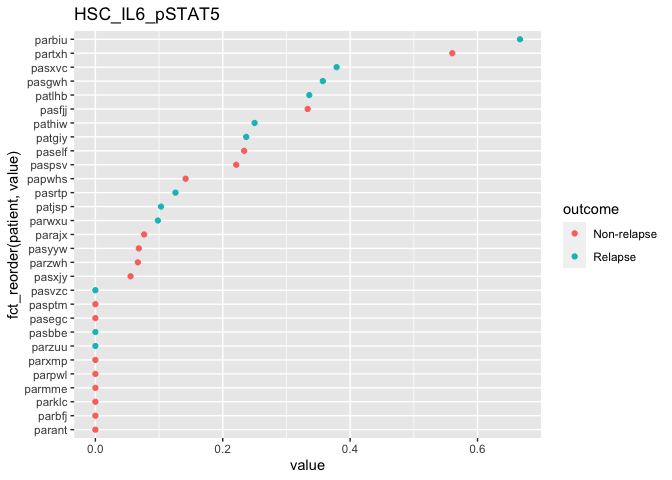 HSC_IL6_pSTAT5
fct_reorder(patient, value)
parbiu
partxh
pasxvc
pasgwh
patlhb
pasfjj
pathiw
patgiy
paself
paspsv
papwhs
pasrtp
patjsp
parwxu
parajx
pasyyw
parzwh
pasxjy
pasvzc
pasptm
pasegc
pasbbe
parzuu
parxmp
parpwl
parmme
parklc
parbfj
parant
0.0 0.2 0.4 0.6
value
outcome
Non-relapse
Relapse